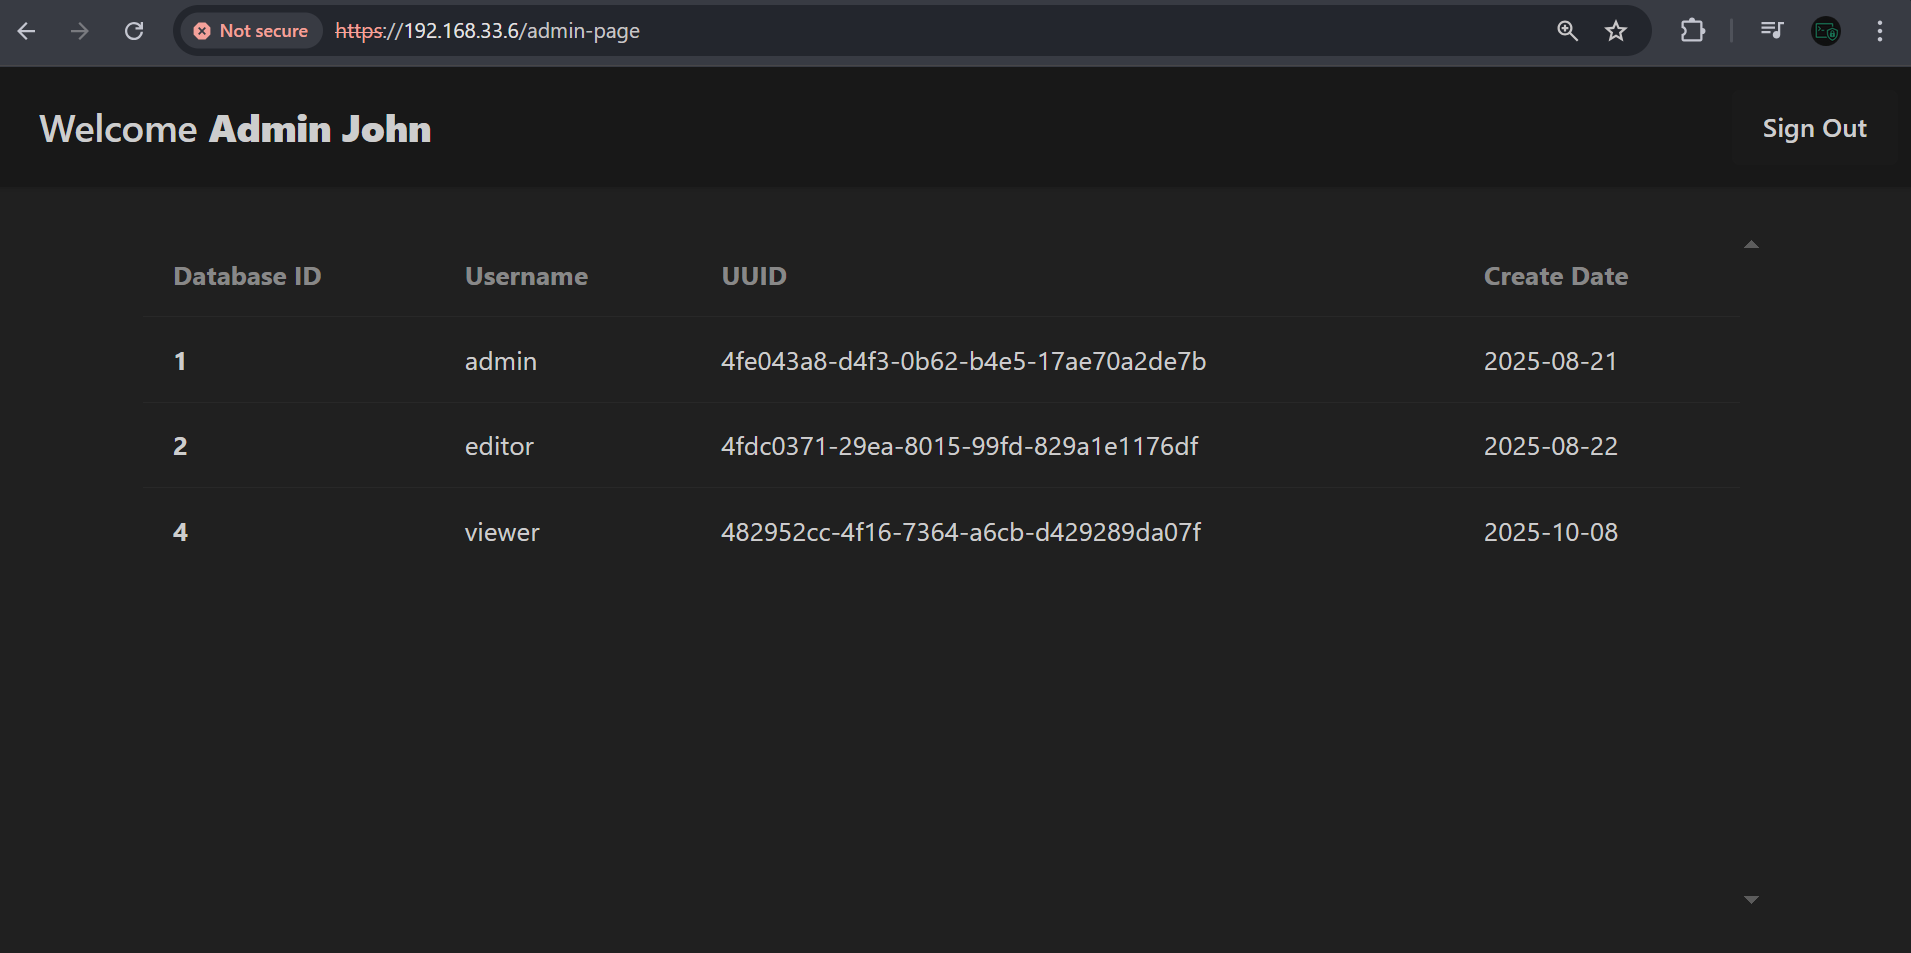 Not secure https://192.168.33.6/admin-page
Welcome Admin John Sign Out
Database ID Username UUID Create Date
1 admin 4fe043a8-d4f3-0b62-b4e5-17ae70a2de7b 2025-08-21
2 editor 4fdc0371-29ea-8015-99fd-829a1e1176df 2025-08-22
4 viewer 482952cc-4f16-7364-a6cb-d429289da07f 2025-10-08